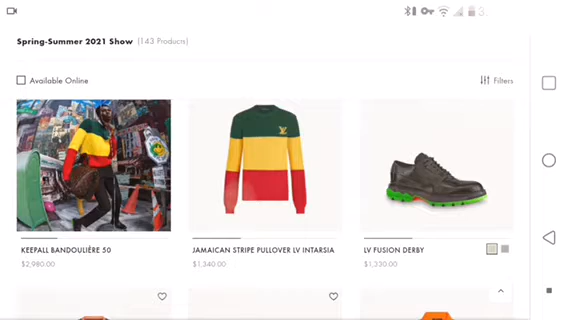 Spring-Summer 2021 Show (143 Products)
Available Online
Filters
KEEPALL BANDOULIÈRE 50
$2,980.00
JAMAICAN STRIPE PULLOVER LV INTARSIA
$1,340.00
LV FUSION DERBY
$1,330.00